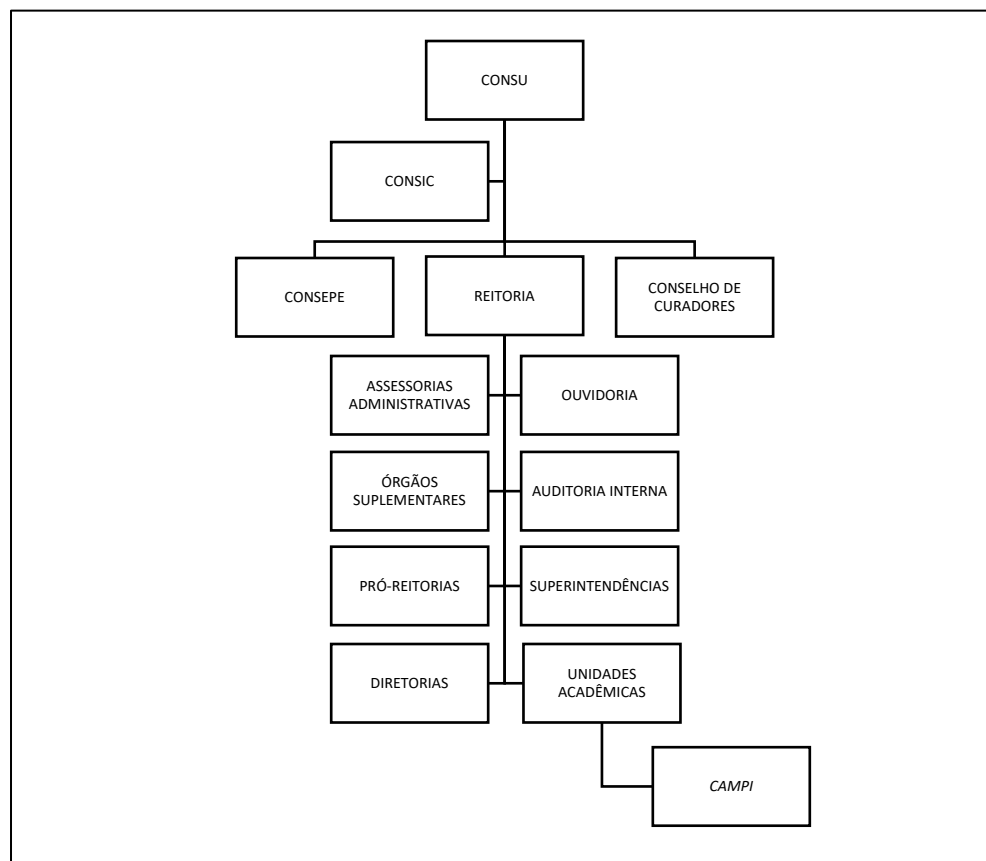 CONSU
CONSIC
CONSEPE
REITORIA
CONSELHO DE
CURADORES
ASSESSORIAS
ADMINISTRATIVAS
OUVIDORIA
ÓRGÃOS
SUPLEMENTARES
AUDITORIA INTERNA
PRÓ-REITORIAS
SUPERINTENDÊNCIAS
DIRETORIAS
UNIDADES
ACADÊMICAS
CAMPI